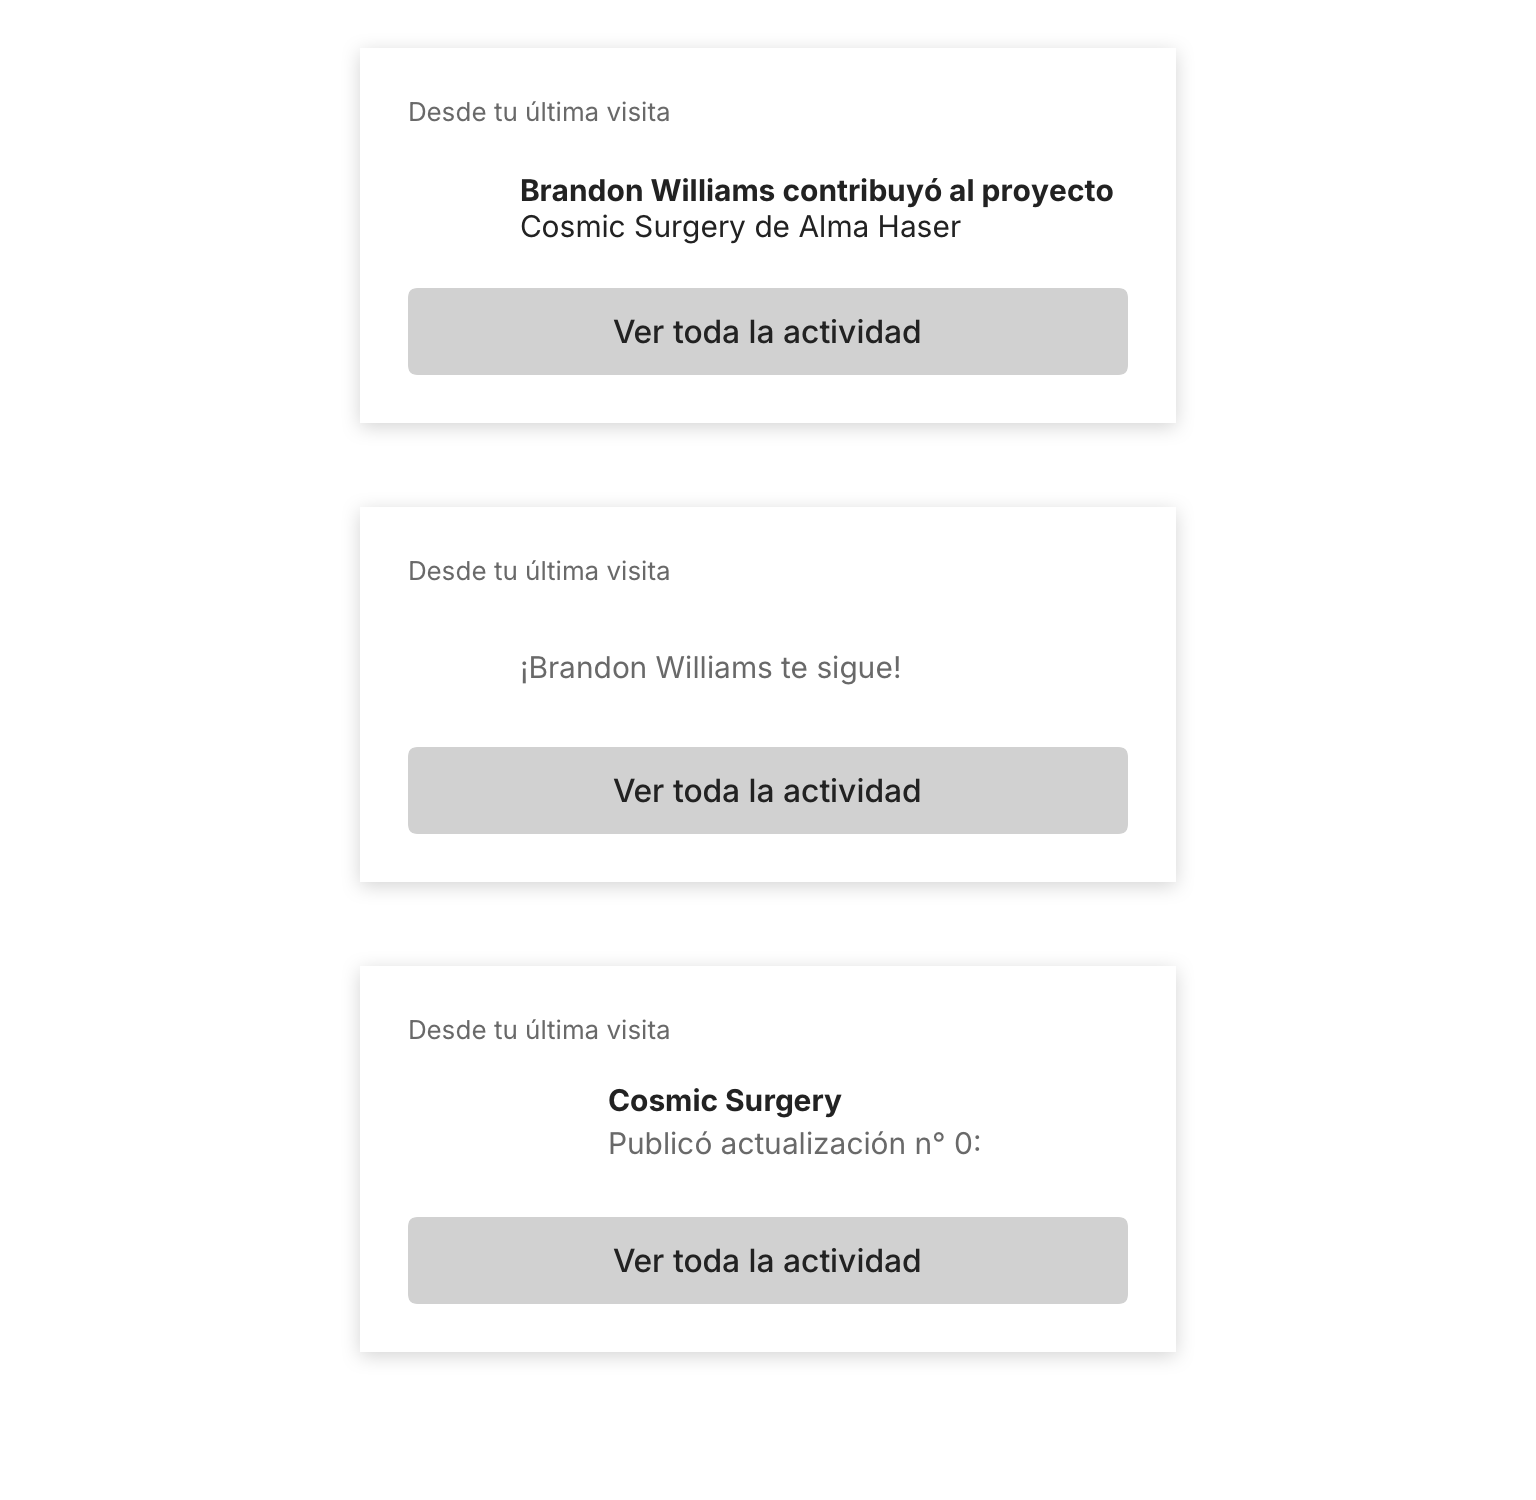 Desde tu última visita
Brandon Williams contribuyó al proyecto
Cosmic Surgery de Alma Haser
Ver toda la actividad
Desde tu última visita
¡Brandon Williams te sigue!
Ver toda la actividad
Desde tu última visita
Cosmic Surgery
Publicó actualización n° 0:
Ver toda la actividad